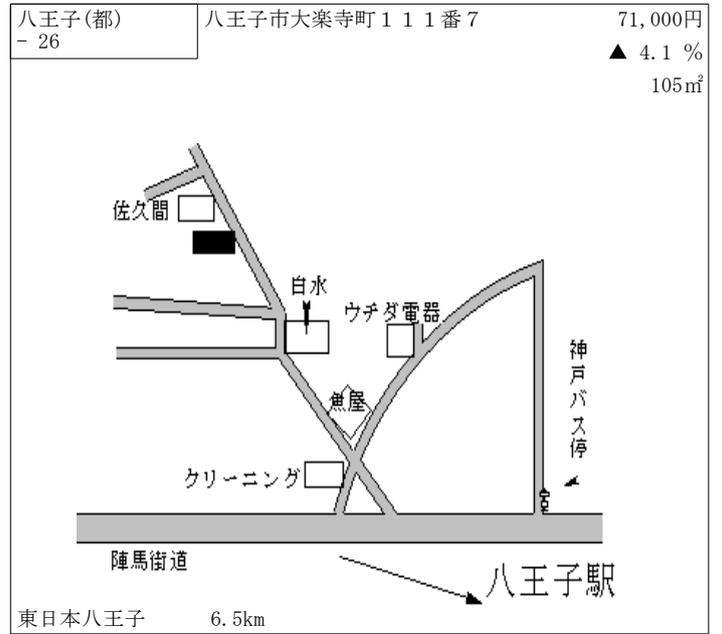 八王子(都)
- 26
八王子市大楽寺町１１１番７
71,000円
▲ 4.1 %
105㎡
佐久間
白水
ウチダ電器
神戸バス停
魚屋
クリーニング
陣馬街道
八王子駅
東日本八王子 6.5km